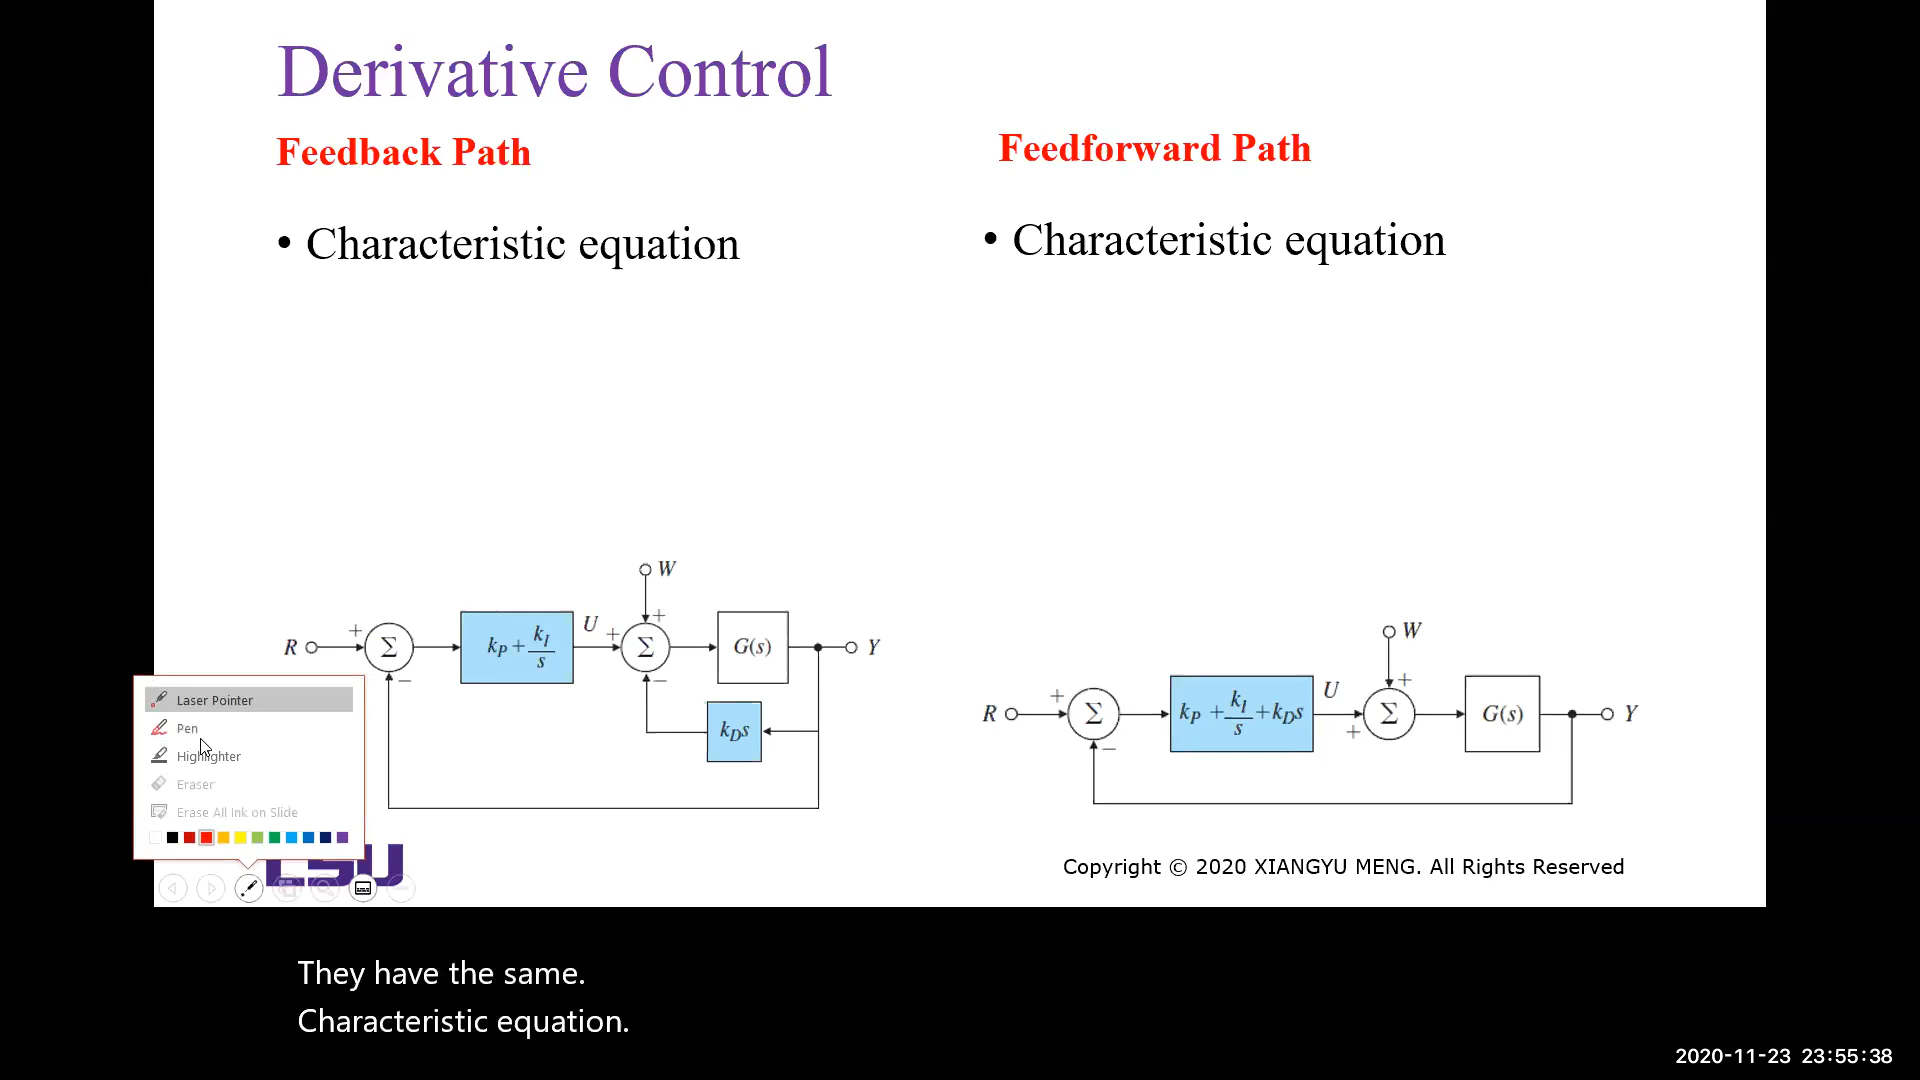 Derivative Control
Feedback Path
• Characteristic equation
Feedforward Path
• Characteristic equation
W
R + Σ − kP + kI/s U + Σ + − G(s) Y
kDs
W
R + Σ − kP + kI/s + kDs U + Σ + G(s) Y
Laser Pointer
Pen
Highlighter
Eraser
Erase All Ink on Slide
LSU
Copyright © 2020 XIANGYU MENG. All Rights Reserved
They have the same.
Characteristic equation.
2020-11-23 23:55:38